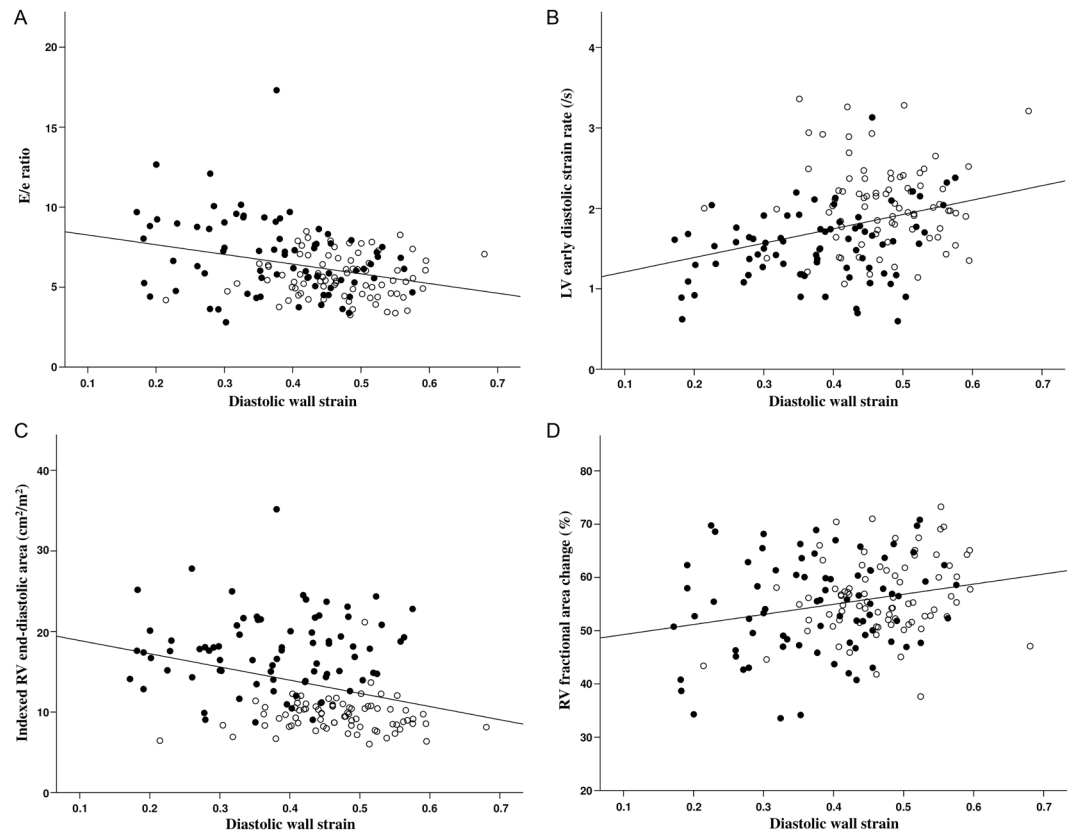 A
20
15
10
5
0
E/e ratio
0.1 0.2 0.3 0.4 0.5 0.6 0.7
Diastolic wall strain
B
4
3
2
1
0
LV early diastolic strain rate (/s)
0.1 0.2 0.3 0.4 0.5 0.6 0.7
Diastolic wall strain
C
40
30
20
10
0
Indexed RV end-diastolic area (cm²/m²)
0.1 0.2 0.3 0.4 0.5 0.6 0.7
Diastolic wall strain
D
80
70
60
50
40
30
20
RV fractional area change (%)
0.1 0.2 0.3 0.4 0.5 0.6 0.7
Diastolic wall strain